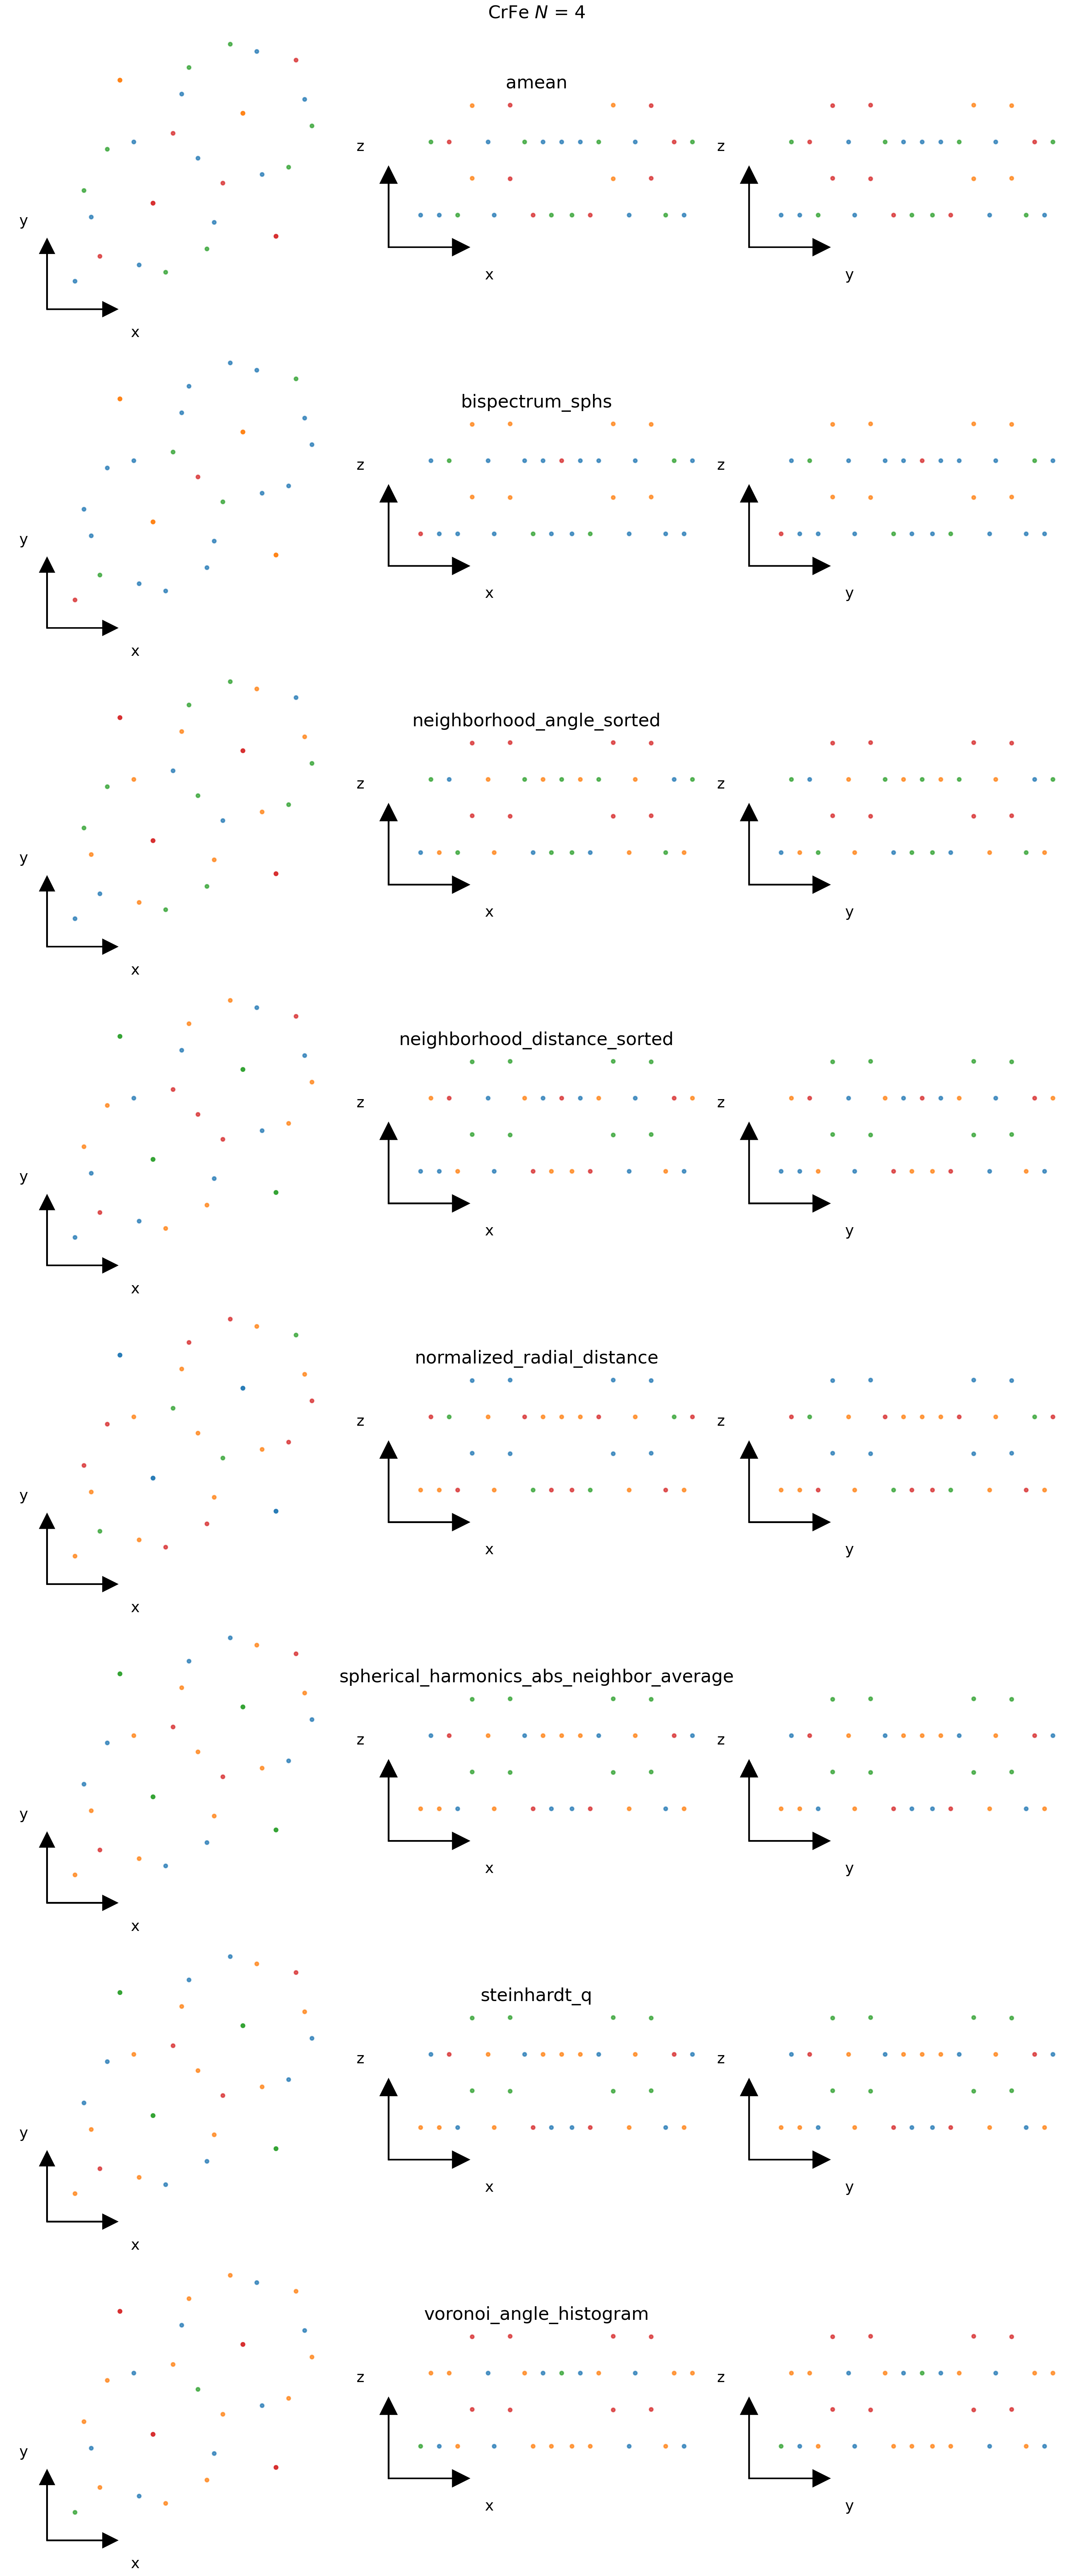 CrFe N = 4
amean
z
z
y
x
y
x
bispectrum_sphs
z
z
y
x
y
x
neighborhood_angle_sorted
z
z
y
x
y
x
neighborhood_distance_sorted
z
z
y
x
y
x
normalized_radial_distance
z
z
y
x
y
x
spherical_harmonics_abs_neighbor_average
z
z
y
x
y
x
steinhardt_q
z
z
y
x
y
x
voronoi_angle_histogram
z
z
y
x
y
x